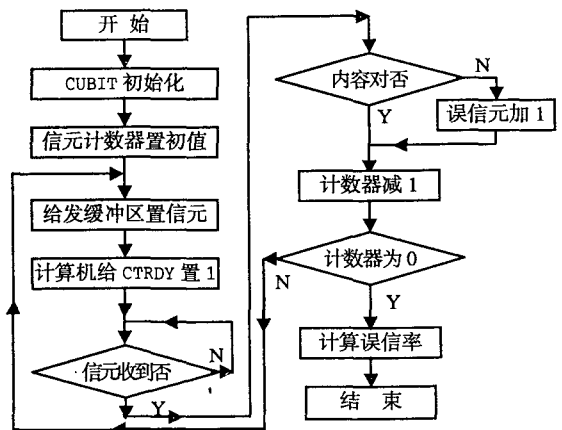 开 始
CUBIT 初始化
信元计数器置初值
给发缓冲区置信元
计算机给 CTRDY 置 1
信元收到否
N
Y
内容对否
N
Y
误信元加 1
计数器减 1
计数器为 0
N
Y
计算误信率
结 束